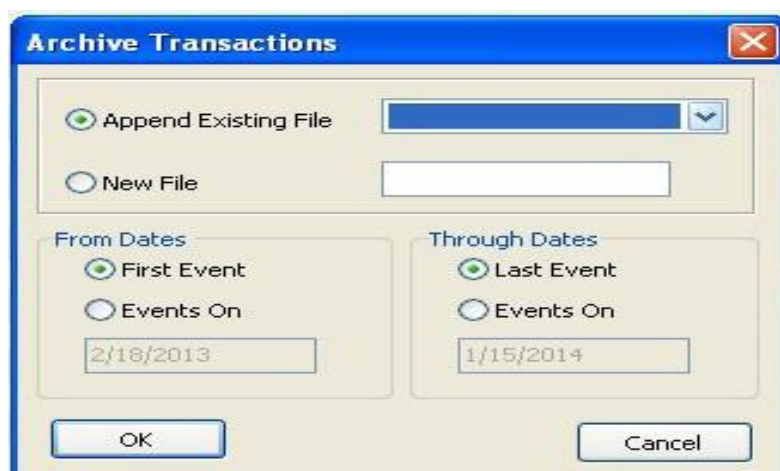 Archive Transactions
Append Existing File
New File
From Dates
First Event
Events On
2/18/2013
Through Dates
Last Event
Events On
1/15/2014
OK
Cancel